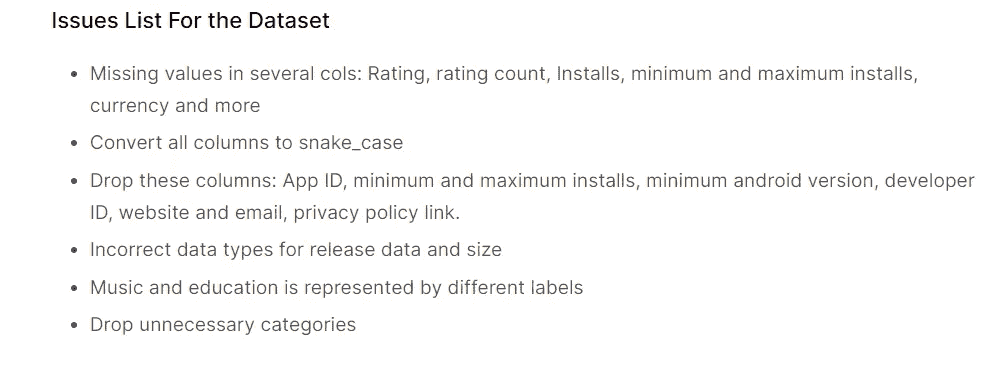 Issues List For the Dataset
• Missing values in several cols: Rating, rating count, Installs, minimum and maximum installs,
currency and more
• Convert all columns to snake_case
• Drop these columns: App ID, minimum and maximum installs, minimum android version, developer
ID, website and email, privacy policy link.
• Incorrect data types for release data and size
• Music and education is represented by different labels
• Drop unnecessary categories